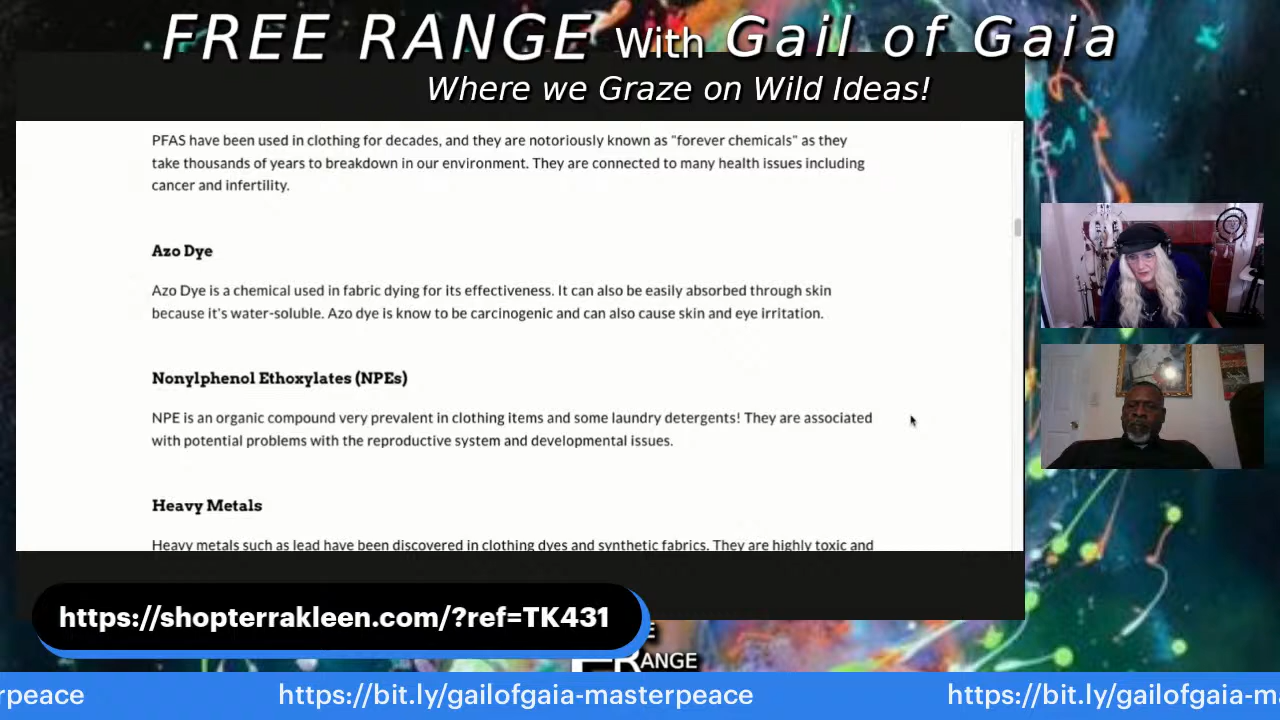 FREE RANGE With Gail of Gaia
Where we Graze on Wild Ideas!
PFAS have been used in clothing for decades, and they are notoriously known as "forever chemicals" as they
take thousands of years to breakdown in our environment. They are connected to many health issues including
cancer and infertility.
Azo Dye
Azo Dye is a chemical used in fabric dying for its effectiveness. It can also be easily absorbed through skin
because it's water-soluble. Azo dye is know to be carcinogenic and can also cause skin and eye irritation.
Nonylphenol Ethoxylates (NPEs)
NPE is an organic compound very prevalent in clothing items and some laundry detergents! They are associated
with potential problems with the reproductive system and developmental issues.
Heavy Metals
Heavy metals such as lead have been discovered in clothing dyes and synthetic fabrics. They are highly toxic and
https://shopterrakleen.com/?ref=TK431
RANGE
rpeace https://bit.ly/gailofgaia-masterpeace https://bit.ly/gailofgaia-m